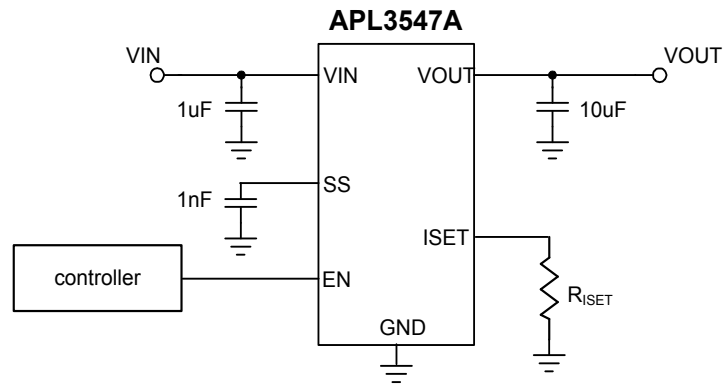 APL3547A
VIN
VOUT
VIN
VOUT
1uF
10uF
SS
1nF
ISET
controller
EN
RISET
GND